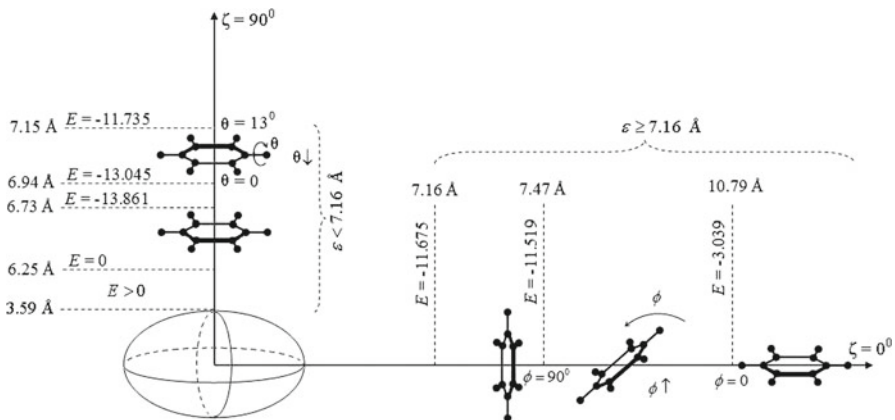 ζ = 90⁰
7.15 Å E = -11.735 θ = 13⁰
θ
θ↓
6.94 Å E = -13.045 θ = 0
6.73 Å E = -13.861
6.25 Å E = 0
E > 0
3.59 Å
ε < 7.16 Å
ε ≥ 7.16 Å
7.16 Å 7.47 Å 10.79 Å
E = -11.675
E = -11.519
E = -3.039
ϕ
ζ = 0⁰
ϕ = 90⁰ ϕ↑ ϕ = 0